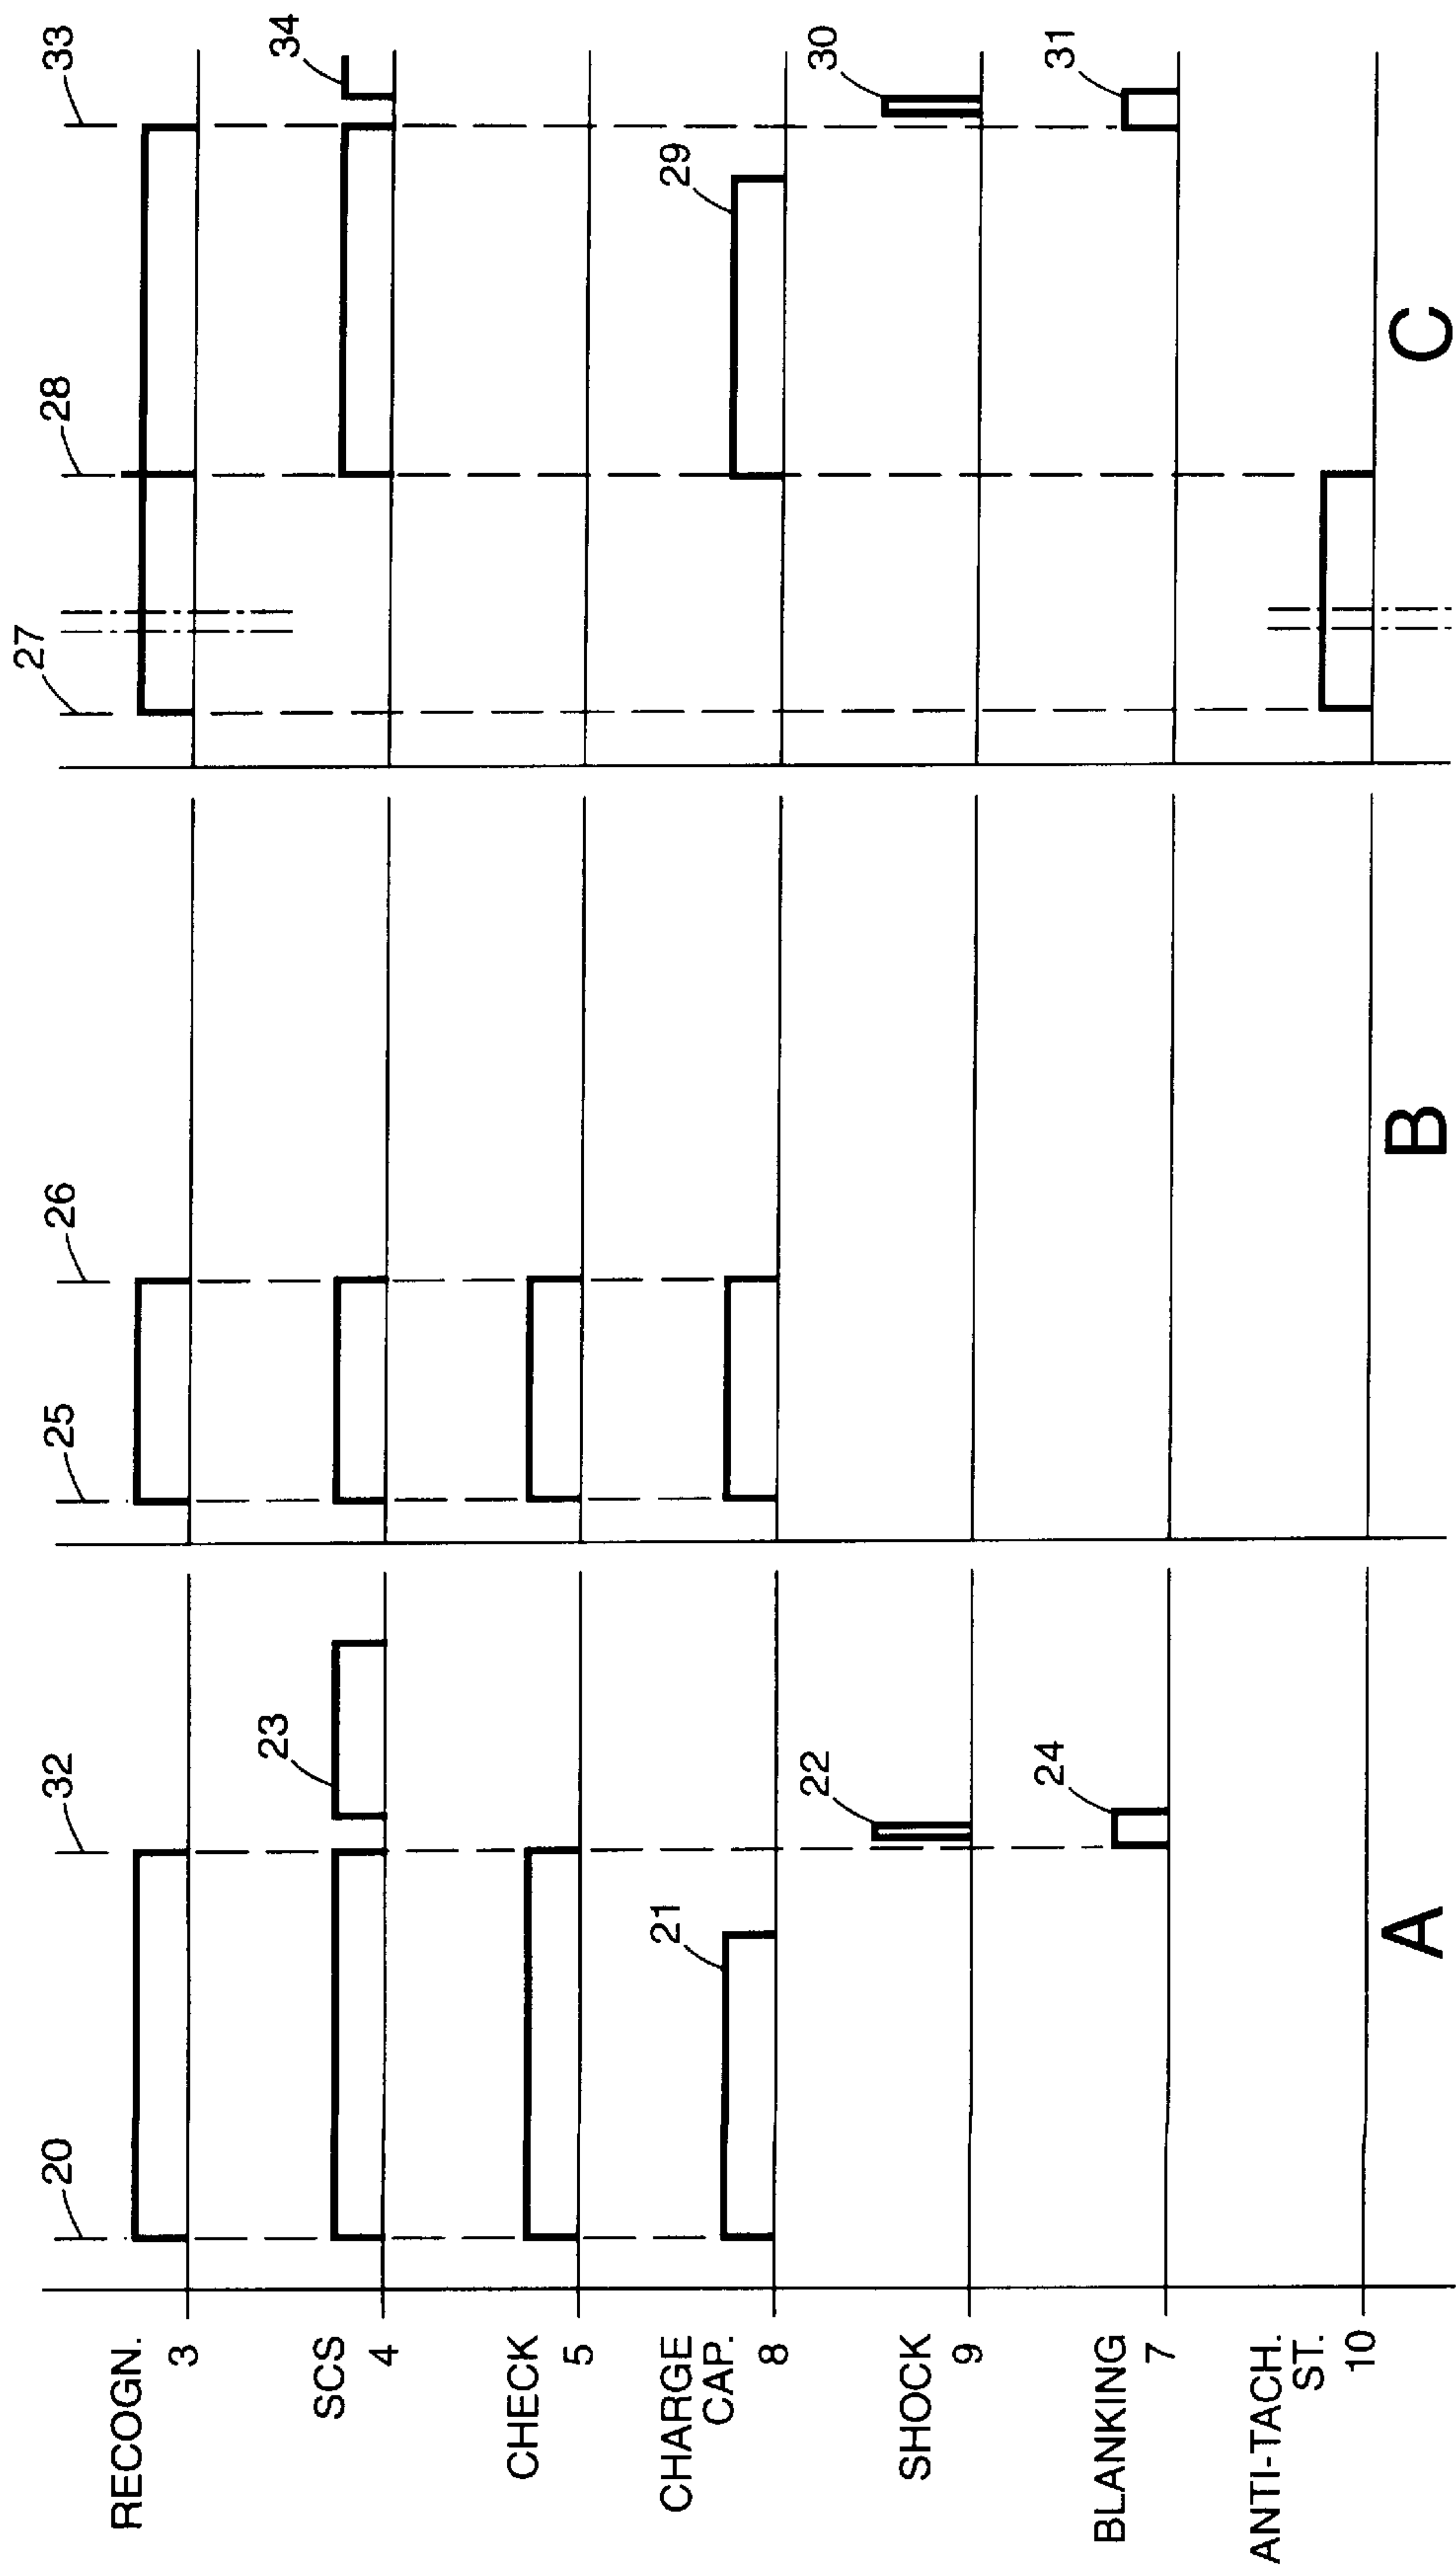 20
32
25
26
27
28
33
RECOGN.
3
23
34
SCS
4
CHECK
5
21
29
CHARGE
CAP.
8
22
30
SHOCK
9
24
31
BLANKING
7
ANTI-TACH.
ST.
10
A
B
C